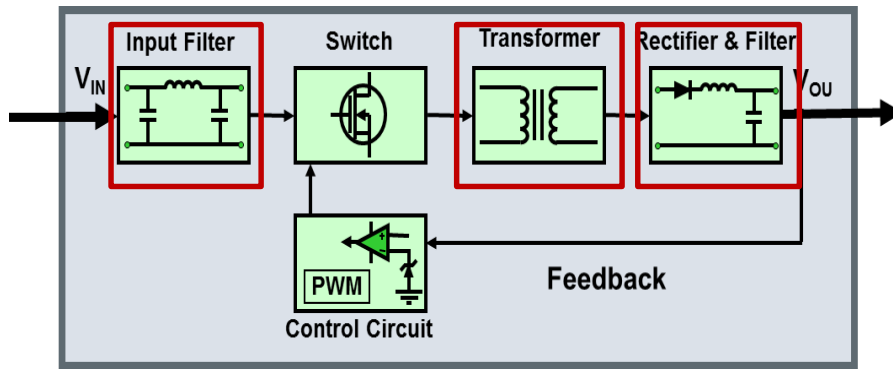 Input Filter
Switch
Transformer
Rectifier & Filter
VIN
VOU
+
−
PWM
Feedback
Control Circuit